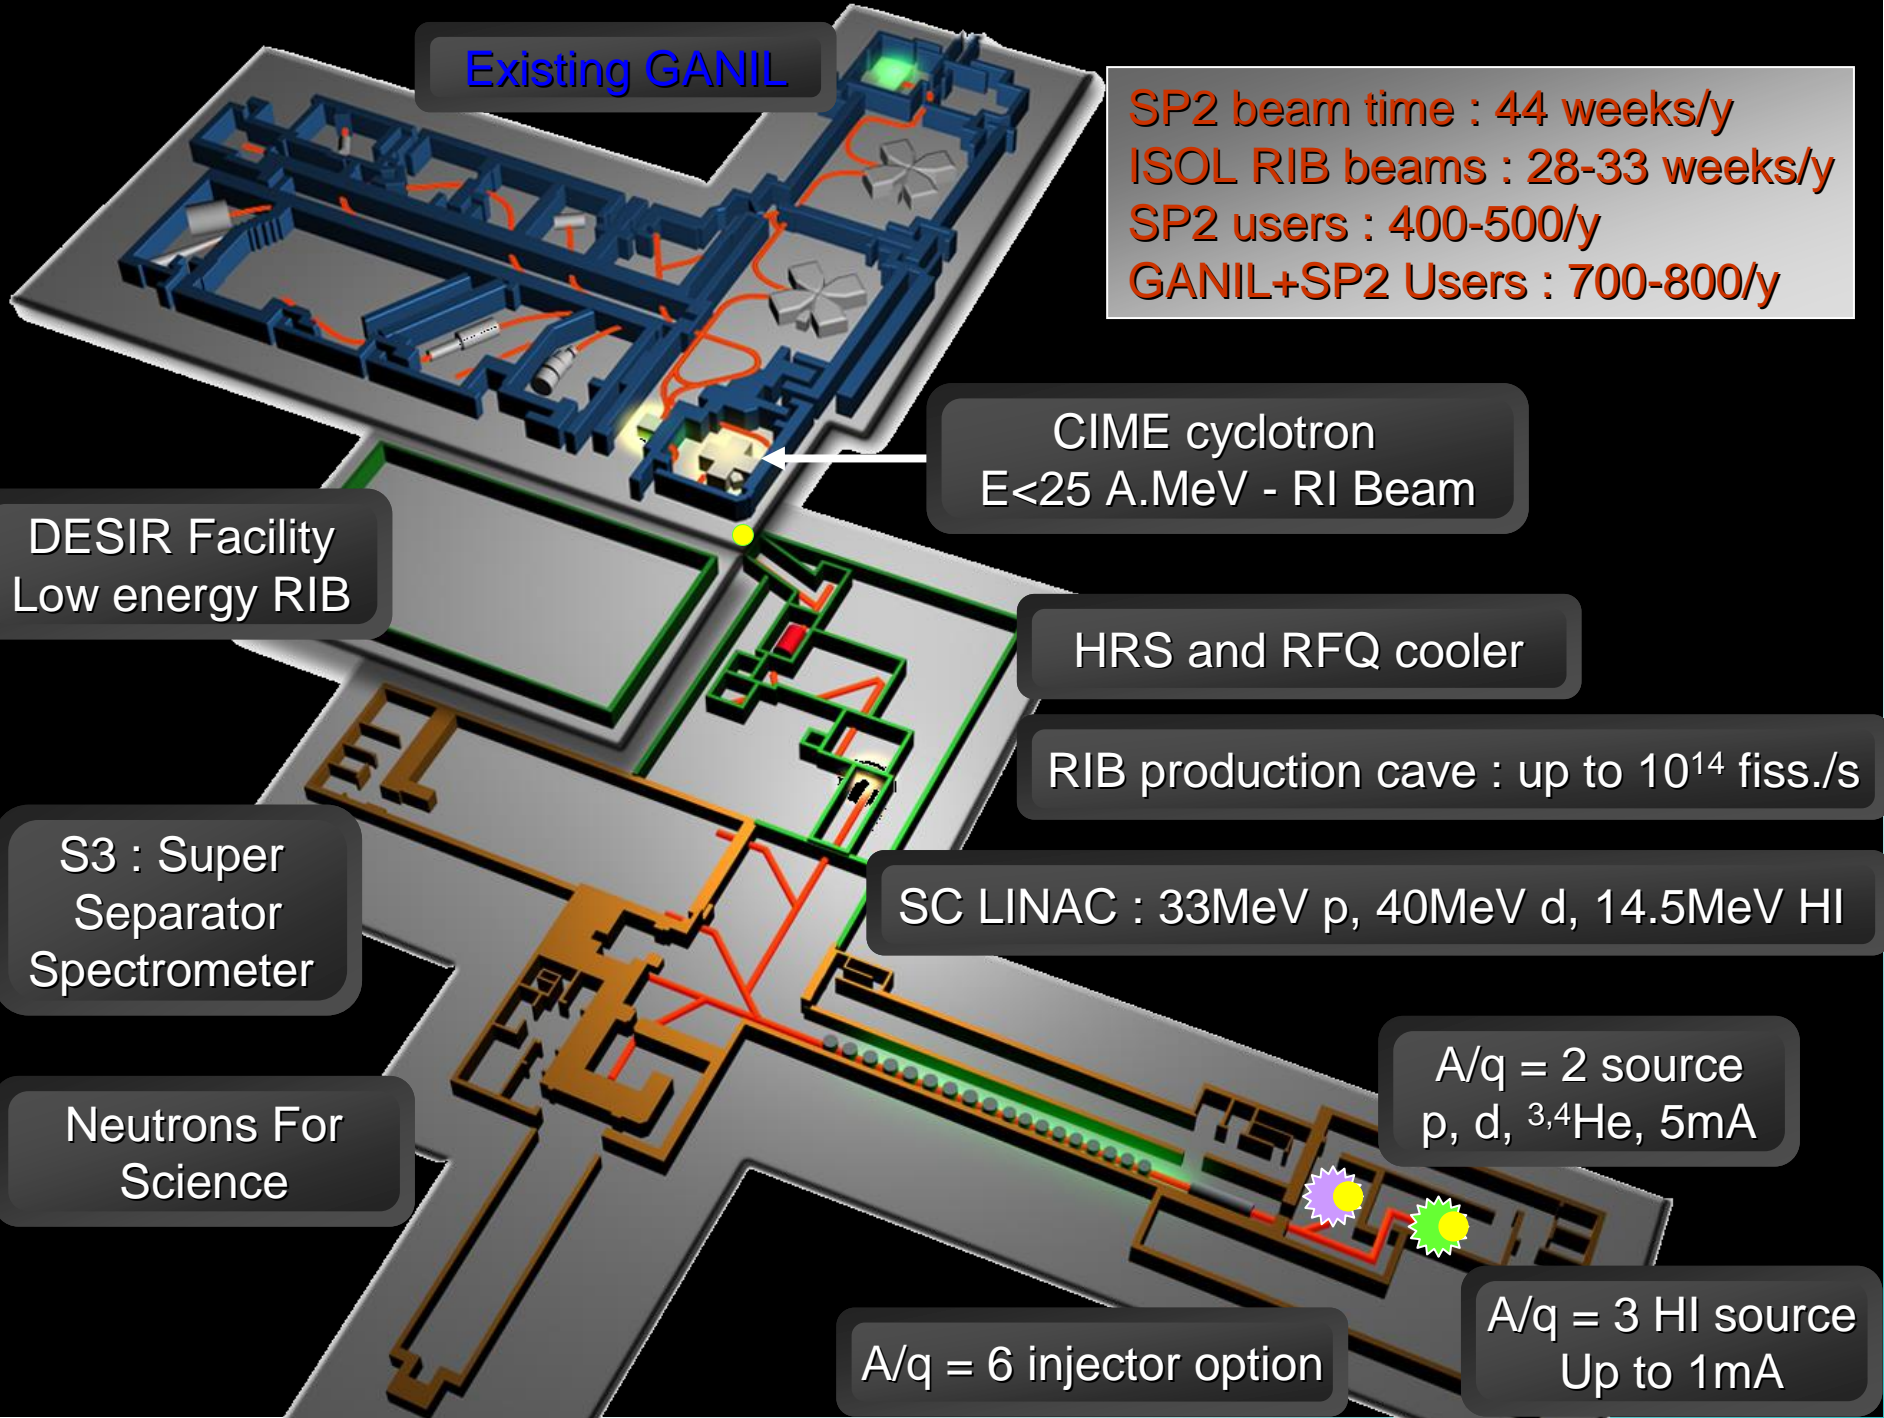 Existing GANIL
SP2 beam time : 44 weeks/y
ISOL RIB beams : 28-33 weeks/y
SP2 users : 400-500/y
GANIL+SP2 Users : 700-800/y
CIME cyclotron
E<25 A.MeV - RI Beam
DESIR Facility
Low energy RIB
HRS and RFQ cooler
RIB production cave : up to 10¹⁴ fiss./s
S3 : Super
Separator
Spectrometer
SC LINAC : 33MeV p, 40MeV d, 14.5MeV HI
Neutrons For
Science
A/q = 2 source
p, d, ³,⁴He, 5mA
A/q = 6 injector option
A/q = 3 HI source
Up to 1mA